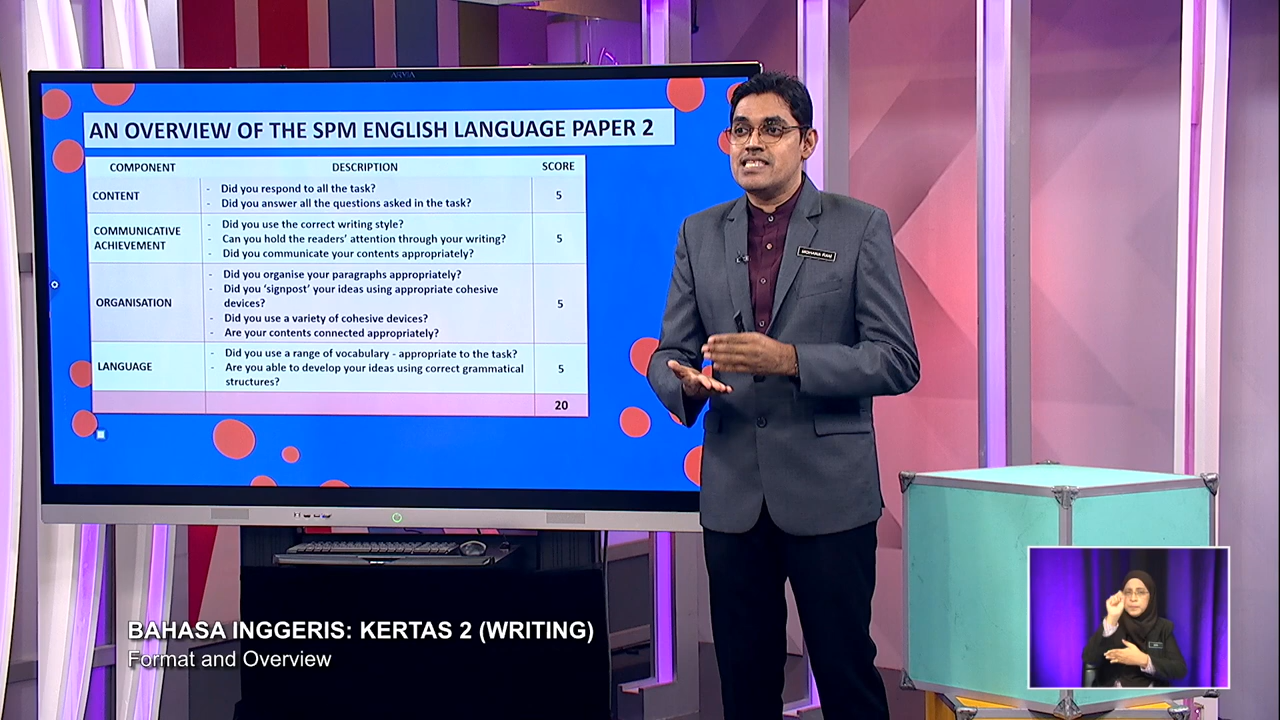 AN OVERVIEW OF THE SPM ENGLISH LANGUAGE PAPER 2
COMPONENT DESCRIPTION SCORE
CONTENT
- Did you respond to all the task?
- Did you answer all the questions asked in the task?
5
COMMUNICATIVE
ACHIEVEMENT
- Did you use the correct writing style?
- Can you hold the readers' attention through your writing?
- Did you communicate your contents appropriately?
5
ORGANISATION
- Did you organise your paragraphs appropriately?
- Did you 'signpost' your ideas using appropriate cohesive
devices?
- Did you use a variety of cohesive devices?
- Are your contents connected appropriately?
5
LANGUAGE
- Did you use a range of vocabulary - appropriate to the task?
- Are you able to develop your ideas using correct grammatical
structures?
5
20
MOHANA RAM
BAHASA INGGERIS: KERTAS 2 (WRITING)
Format and Overview